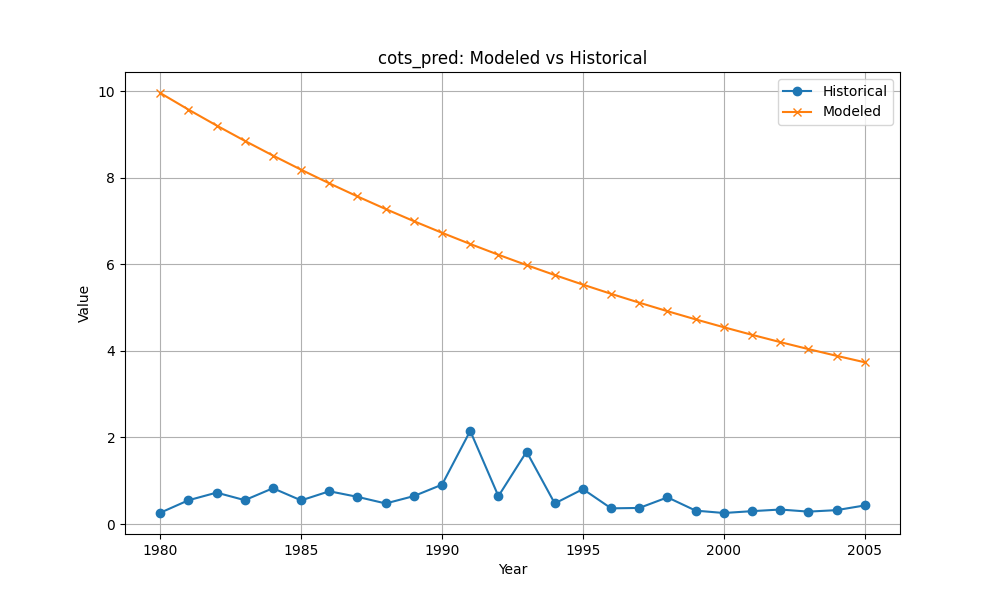 cots_pred: Modeled vs Historical
Historical
Modeled
Value
10
8
6
4
2
0
1980
1985
1990
1995
2000
2005
Year